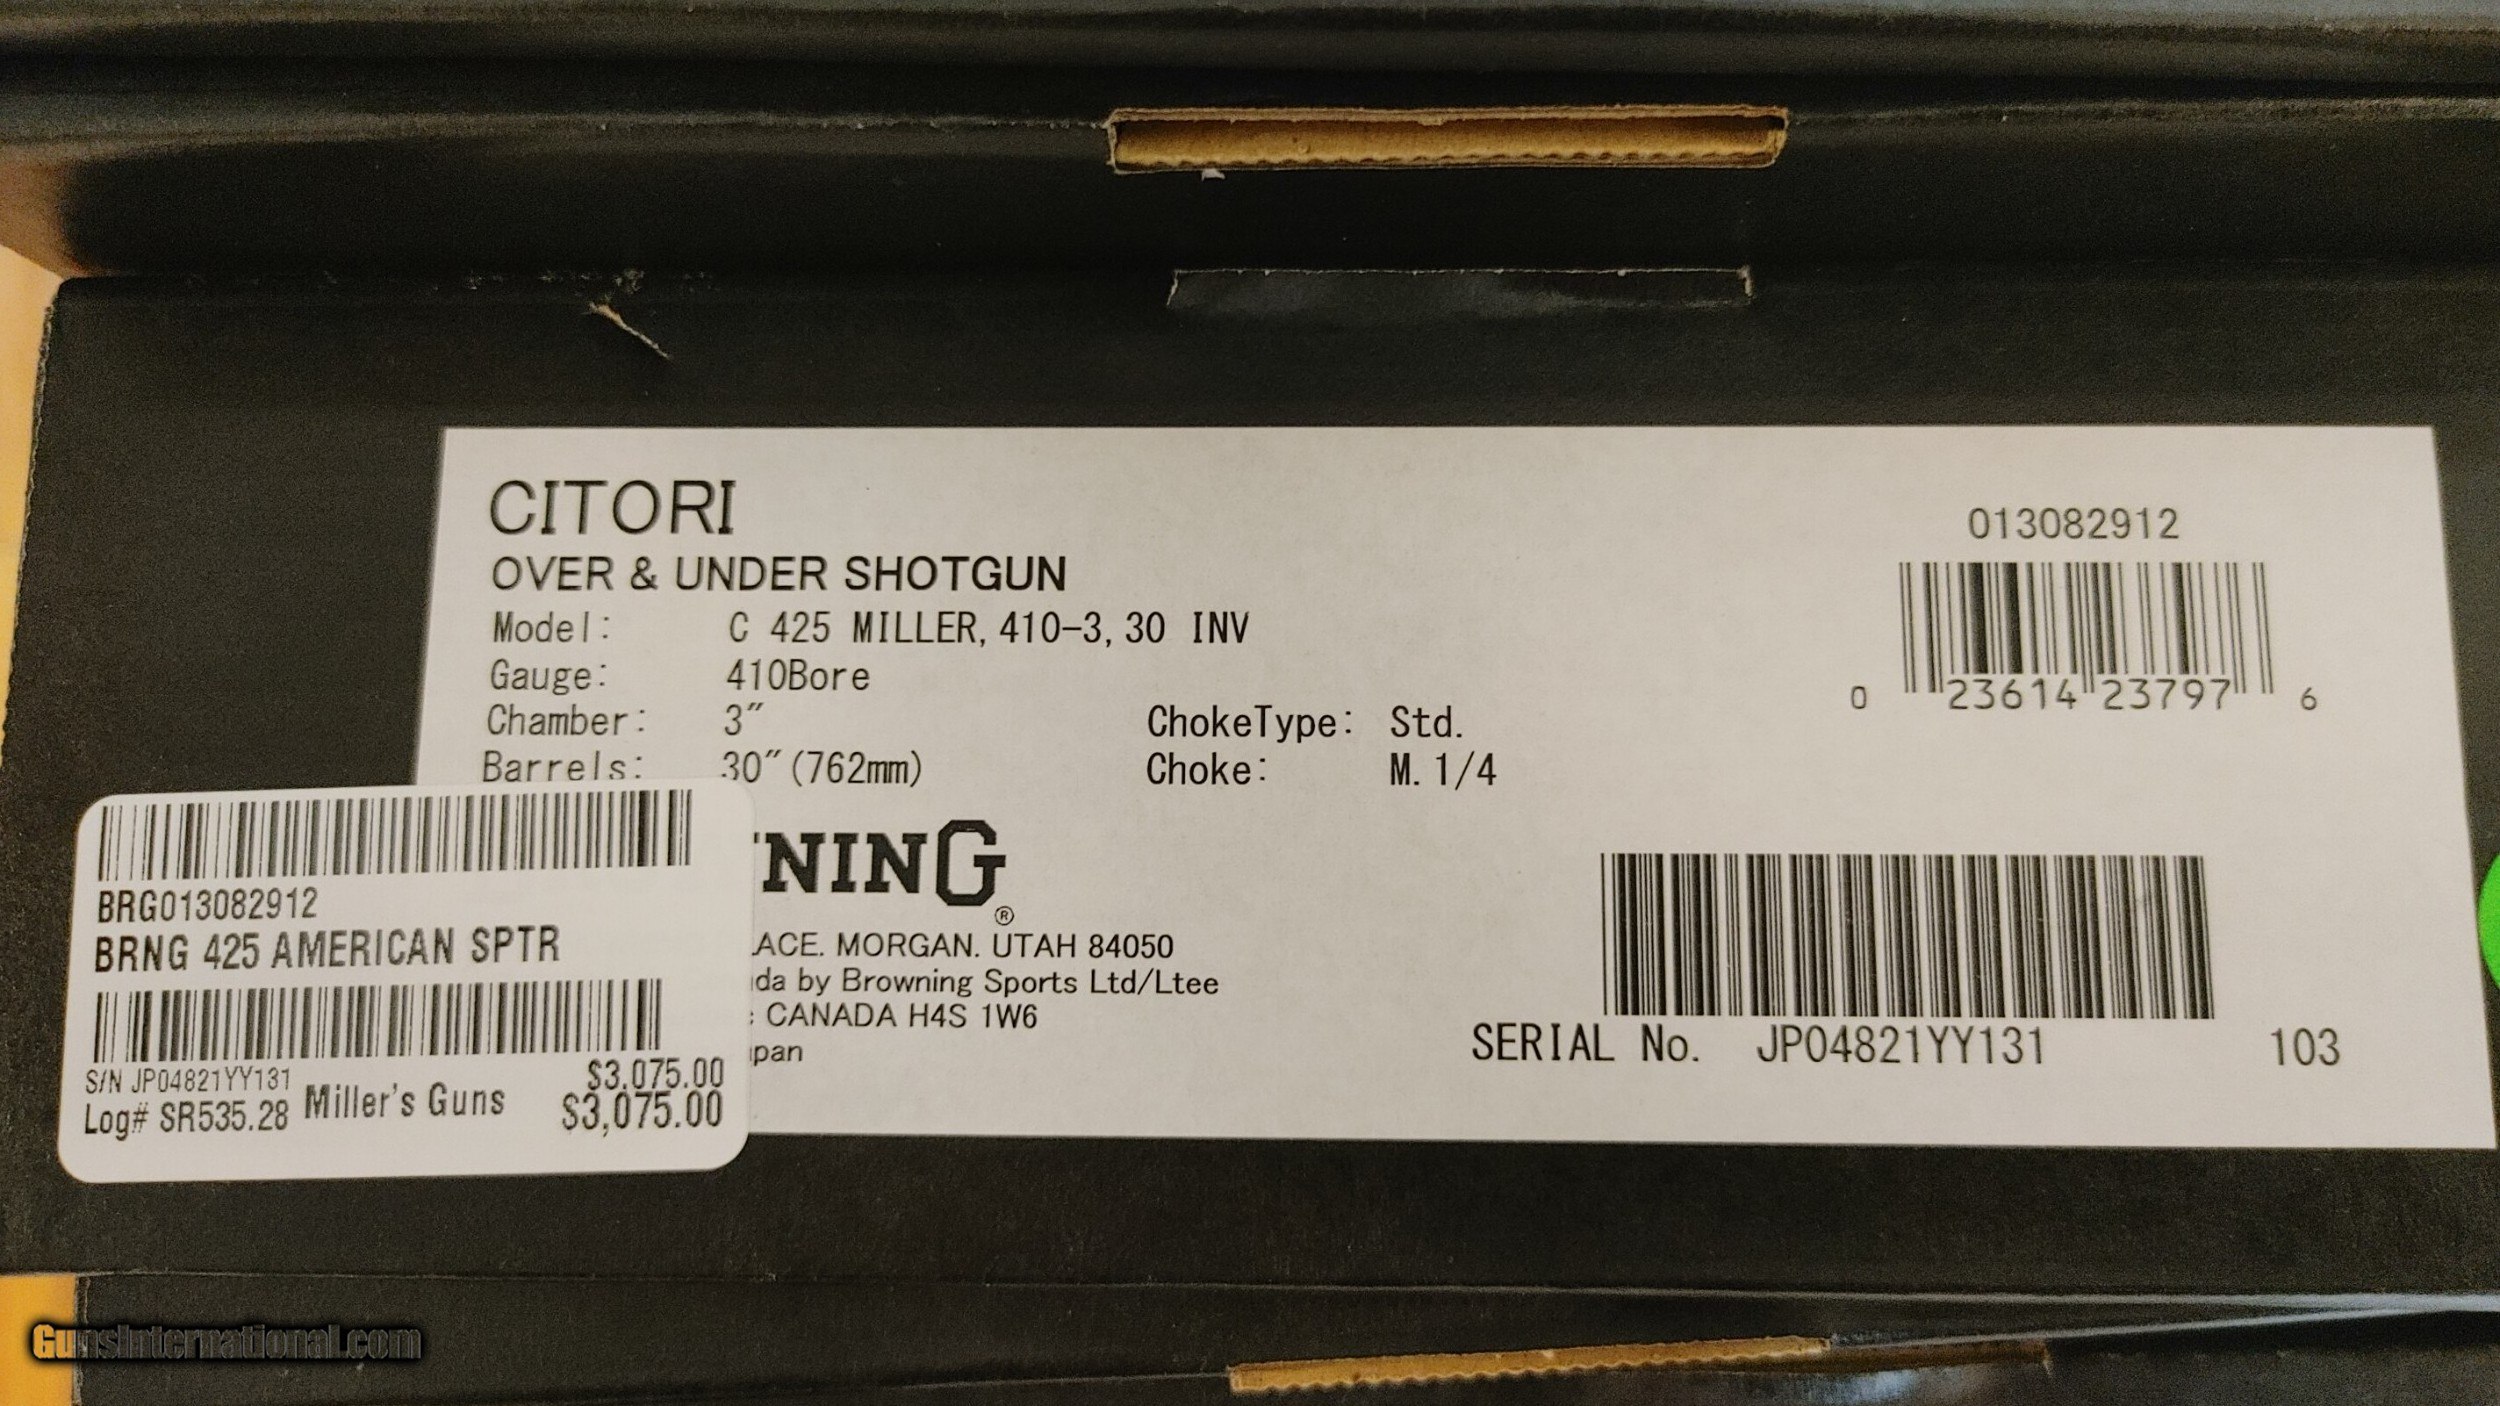 CITORI
OVER & UNDER SHOTGUN
Model: C 425 MILLER, 410-3, 30 INV
Gauge: 410Bore
Chamber: 3″ ChokeType: Std.
Barrels: 30″ (762mm) Choke: M. 1/4
013082912
0 23614 23797 6
NING®
LACE. MORGAN. UTAH 84050
da by Browning Sports Ltd/Ltee
: CANADA H4S 1W6
pan
SERIAL No. JP04821YY131 103
BRG013082912
BRNG 425 AMERICAN SPTR
S/N JP04821YY131 $3,075.00
Log# SR535.28 Miller's Guns $3,075.00
GunsInternational.com